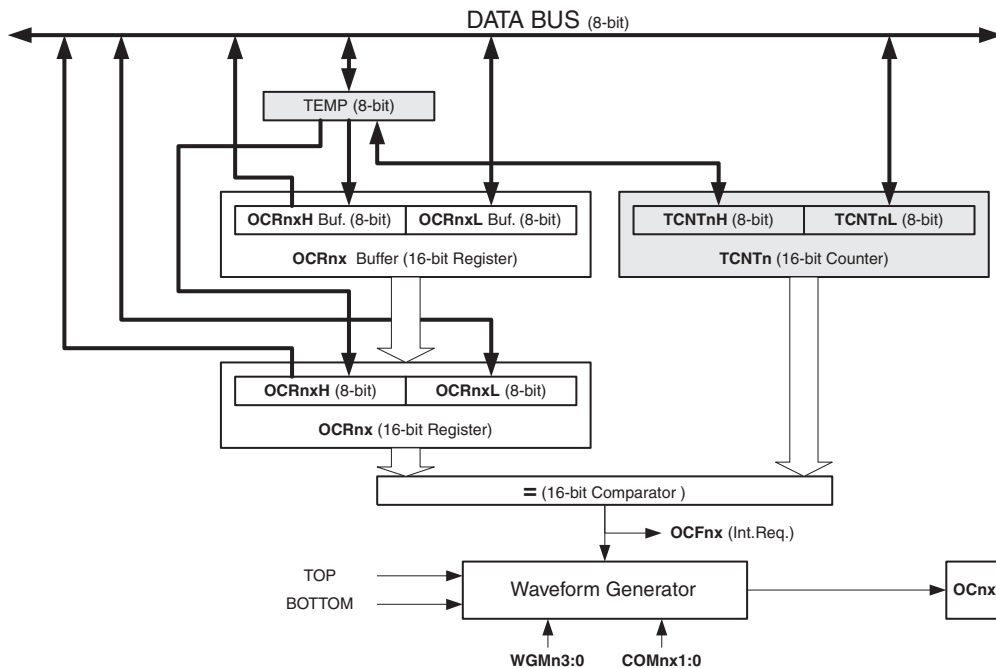 DATA BUS (8-bit)
TEMP (8-bit)
OCRnxH Buf. (8-bit)
OCRnxL Buf. (8-bit)
OCRnx Buffer (16-bit Register)
TCNTnH (8-bit)
TCNTnL (8-bit)
TCNTn (16-bit Counter)
OCRnxH (8-bit)
OCRnxL (8-bit)
OCRnx (16-bit Register)
= (16-bit Comparator )
OCFnx (Int.Req.)
TOP
BOTTOM
Waveform Generator
OCnx
WGMn3:0
COMnx1:0